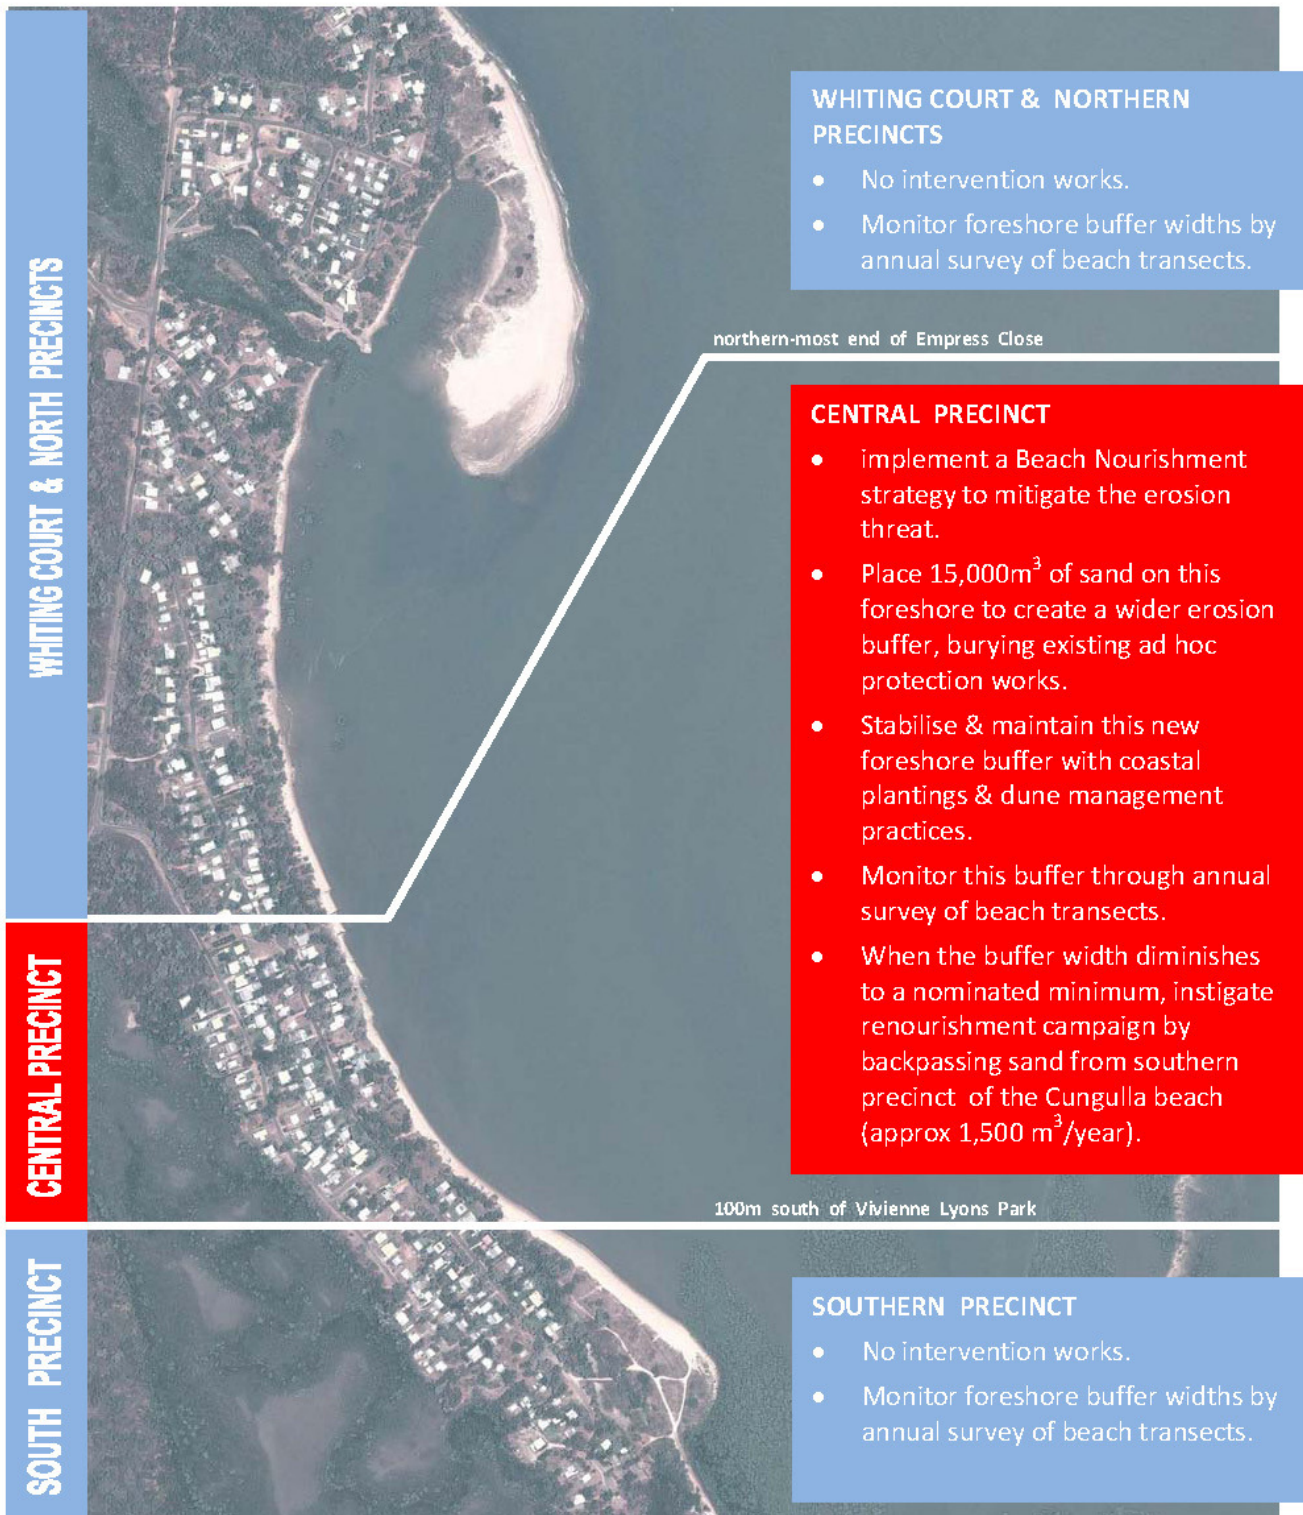 WHITING COURT & NORTH PRECINCTS
WHITING COURT & NORTHERN
PRECINCTS
• No intervention works.
• Monitor foreshore buffer widths by
annual survey of beach transects.
northern-most end of Empress Close
CENTRAL PRECINCT
CENTRAL PRECINCT
• implement a Beach Nourishment
strategy to mitigate the erosion
threat.
• Place 15,000m³ of sand on this
foreshore to create a wider erosion
buffer, burying existing ad hoc
protection works.
• Stabilise & maintain this new
foreshore buffer with coastal
plantings & dune management
practices.
• Monitor this buffer through annual
survey of beach transects.
• When the buffer width diminishes
to a nominated minimum, instigate
renourishment campaign by
backpassing sand from southern
precinct of the Cungulla beach
(approx 1,500 m³/year).
100m south of Vivienne Lyons Park
SOUTH PRECINCT
SOUTHERN PRECINCT
• No intervention works.
• Monitor foreshore buffer widths by
annual survey of beach transects.